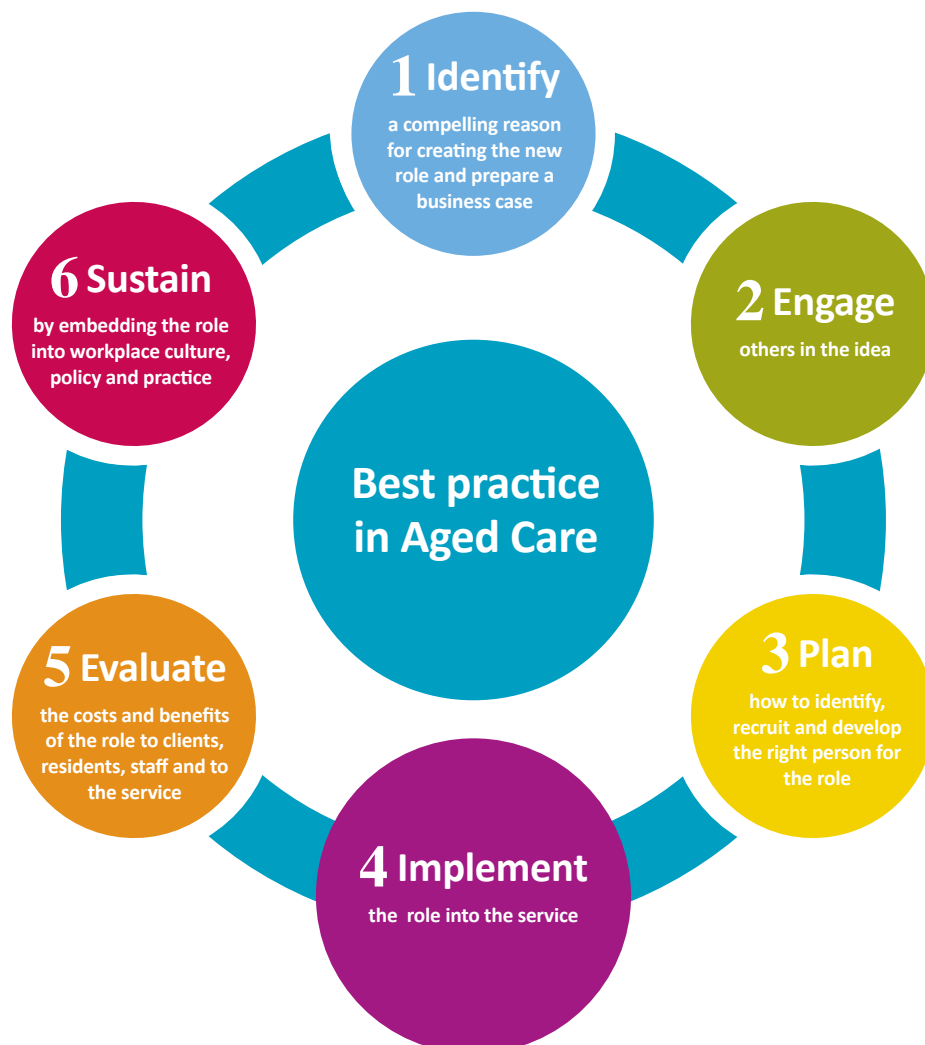 1 Identify
a compelling reason
for creating the new
role and prepare a
business case
2 Engage
others in the idea
3 Plan
how to identify,
recruit and develop
the right person for
the role
4 Implement
the role into the service
5 Evaluate
the costs and benefits
of the role to clients,
residents, staff and to
the service
6 Sustain
by embedding the role
into workplace culture,
policy and practice
Best practice
in Aged Care